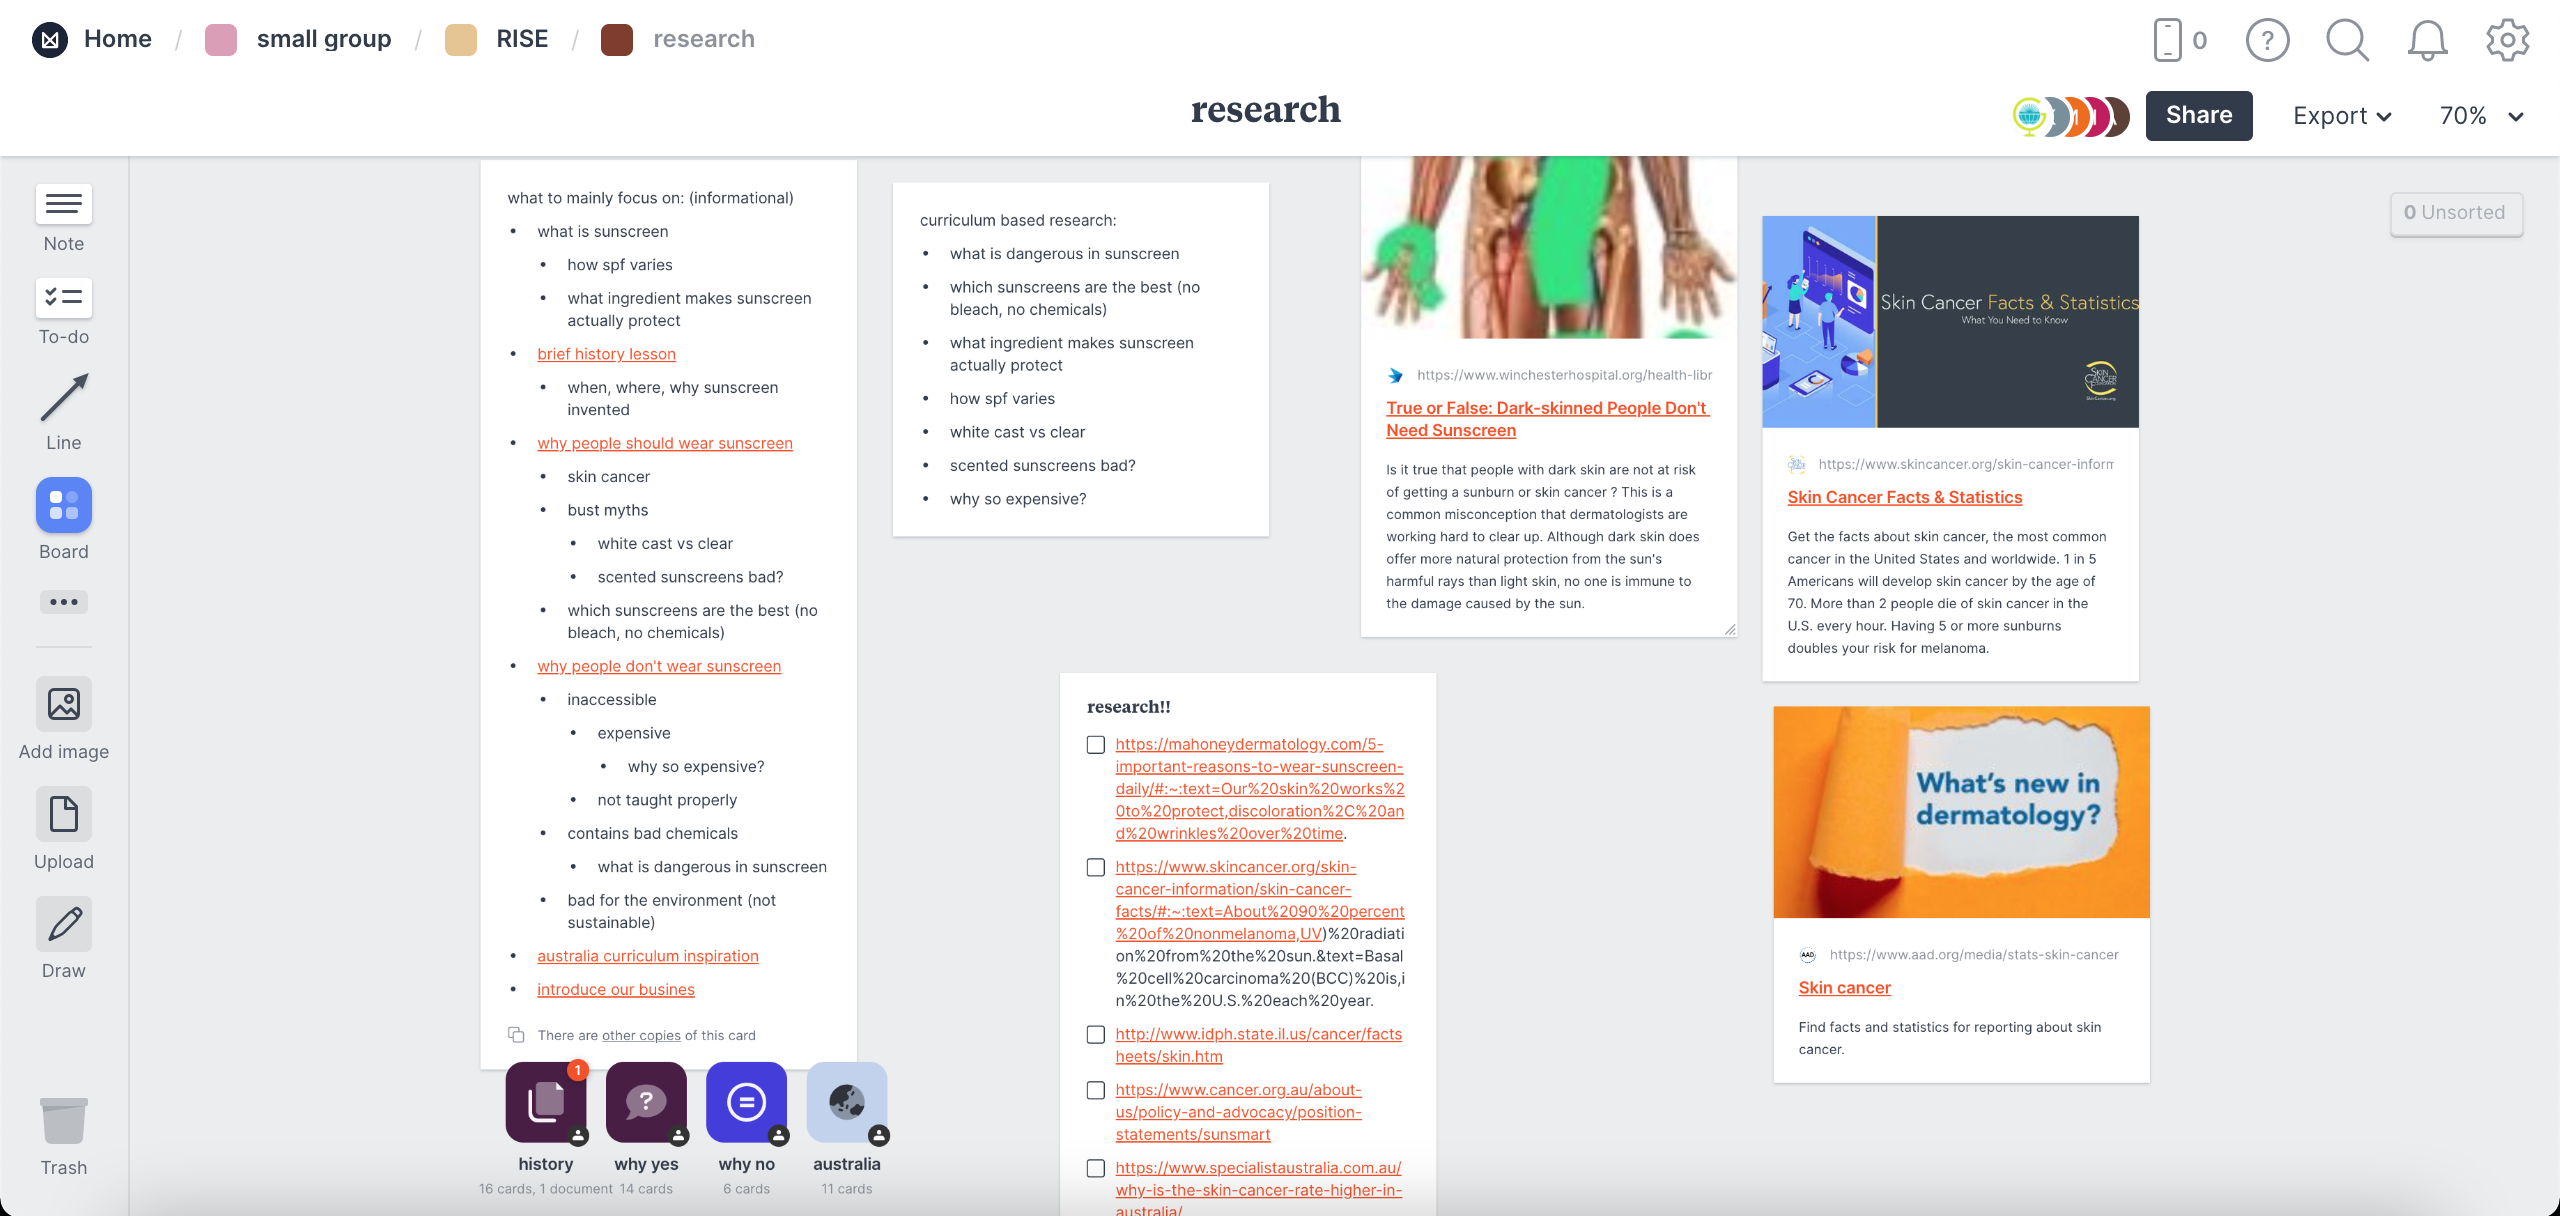 Home / small group / RISE / research
0
research
Share
Export
70%
Note
To-do
Line
Board
Add image
Upload
Draw
Trash
0 Unsorted
what to mainly focus on: (informational)
• what is sunscreen
• how spf varies
• what ingredient makes sunscreen
actually protect
• brief history lesson
• when, where, why sunscreen
invented
• why people should wear sunscreen
• skin cancer
• bust myths
• white cast vs clear
• scented sunscreens bad?
• which sunscreens are the best (no
bleach, no chemicals)
• why people don't wear sunscreen
• inaccessible
• expensive
• why so expensive?
• not taught properly
• contains bad chemicals
• what is dangerous in sunscreen
• bad for the environment (not
sustainable)
• australia curriculum inspiration
• introduce our busines
There are other copies of this card
1
history
16 cards, 1 document
?
why yes
14 cards
why no
6 cards
australia
11 cards
curriculum based research:
• what is dangerous in sunscreen
• which sunscreens are the best (no
bleach, no chemicals)
• what ingredient makes sunscreen
actually protect
• how spf varies
• white cast vs clear
• scented sunscreens bad?
• why so expensive?
research!!
https://mahoneydermatology.com/5-
important-reasons-to-wear-sunscreen-
daily/#:~:text=Our%20skin%20works%2
0to%20protect,discoloration%2C%20an
d%20wrinkles%20over%20time.
https://www.skincancer.org/skin-
cancer-information/skin-cancer-
facts/#:~:text=About%2090%20percent
%20of%20nonmelanoma,UV)%20radiati
on%20from%20the%20sun.&text=Basal
%20cell%20carcinoma%20(BCC)%20is,i
n%20the%20U.S.%20each%20year.
http://www.idph.state.il.us/cancer/facts
heets/skin.htm
https://www.cancer.org.au/about-
us/policy-and-advocacy/position-
statements/sunsmart
https://www.specialistaustralia.com.au/
why-is-the-skin-cancer-rate-higher-in-
australia/
https://www.winchesterhospital.org/health-libr
True or False: Dark-skinned People Don't
Need Sunscreen
Is it true that people with dark skin are not at risk
of getting a sunburn or skin cancer ? This is a
common misconception that dermatologists are
working hard to clear up. Although dark skin does
offer more natural protection from the sun's
harmful rays than light skin, no one is immune to
the damage caused by the sun.
Skin Cancer Facts & Statistics
What You Need to Know
SKIN
CANCER
https://www.skincancer.org/skin-cancer-inform
Skin Cancer Facts & Statistics
Get the facts about skin cancer, the most common
cancer in the United States and worldwide. 1 in 5
Americans will develop skin cancer by the age of
70. More than 2 people die of skin cancer in the
U.S. every hour. Having 5 or more sunburns
doubles your risk for melanoma.
What's new in
dermatology?
AAD
https://www.aad.org/media/stats-skin-cancer
Skin cancer
Find facts and statistics for reporting about skin
cancer.